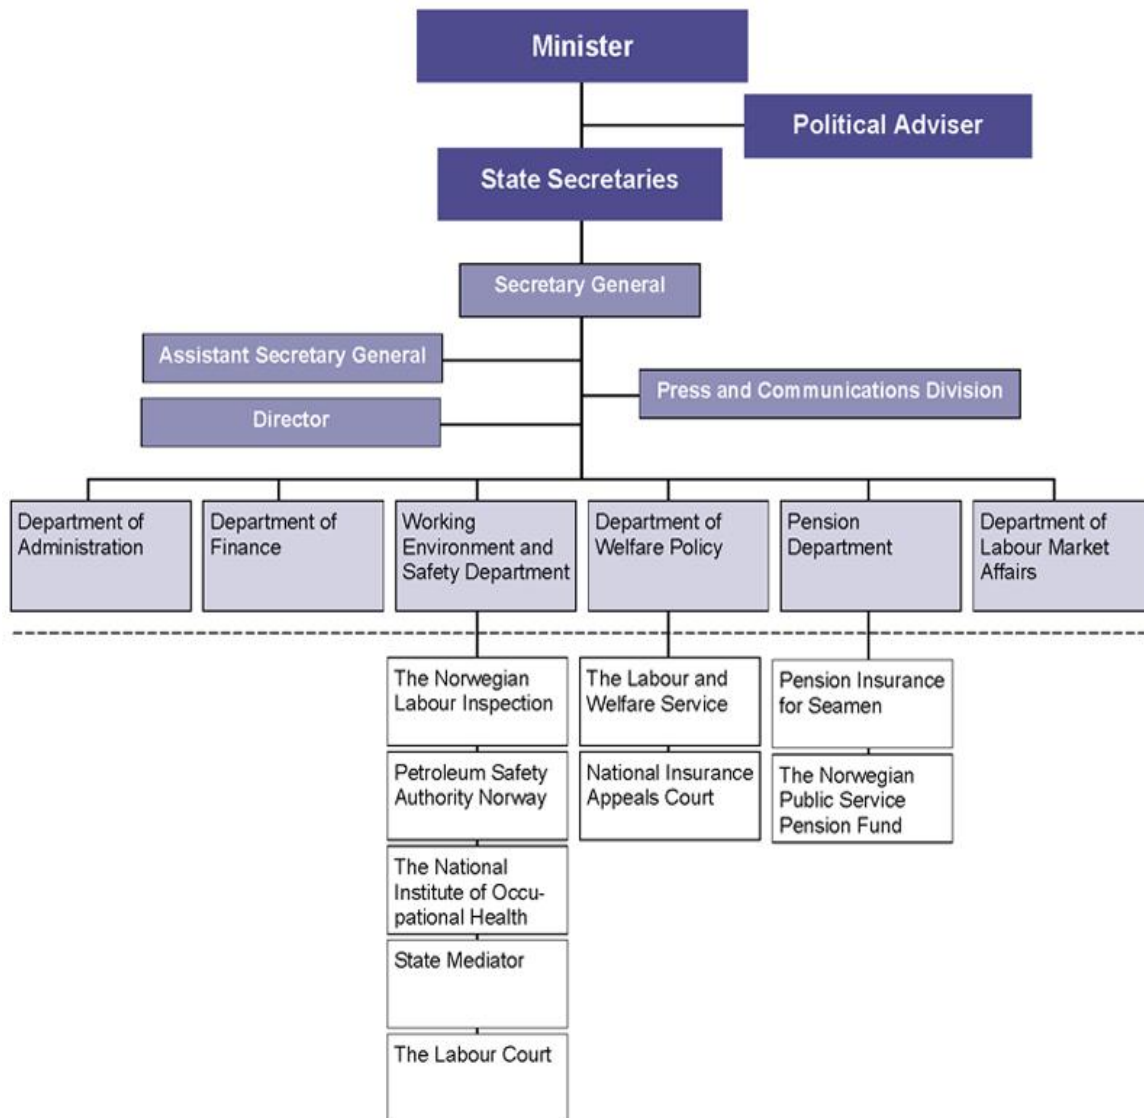 Minister
Political Adviser
State Secretaries
Secretary General
Assistant Secretary General
Press and Communications Division
Director
Department of
Administration
Department of
Finance
Working
Environment and
Safety Department
Department of
Welfare Policy
Pension
Department
Department of
Labour Market
Affairs
The Norwegian
Labour Inspection
Petroleum Safety
Authority Norway
The National
Institute of Occu-
pational Health
State Mediator
The Labour Court
The Labour and
Welfare Service
National Insurance
Appeals Court
Pension Insurance
for Seamen
The Norwegian
Public Service
Pension Fund